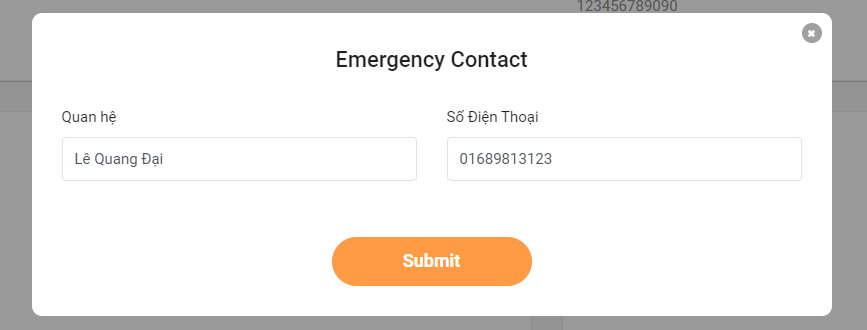 123456789090
Emergency Contact
Quan hệ
Số Điện Thoại
Lê Quang Đại
01689813123
Submit